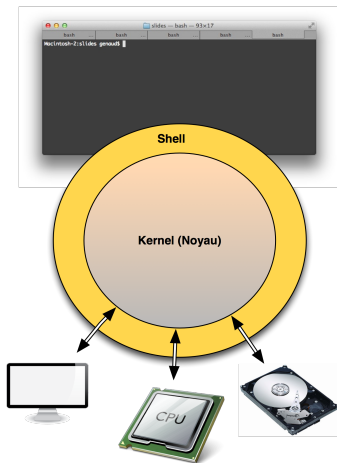 slides — bash — 93×17
bash
bash
bash
bash
bash
Macintosh-2:slides genoud$
Shell
Kernel (Noyau)
CPU